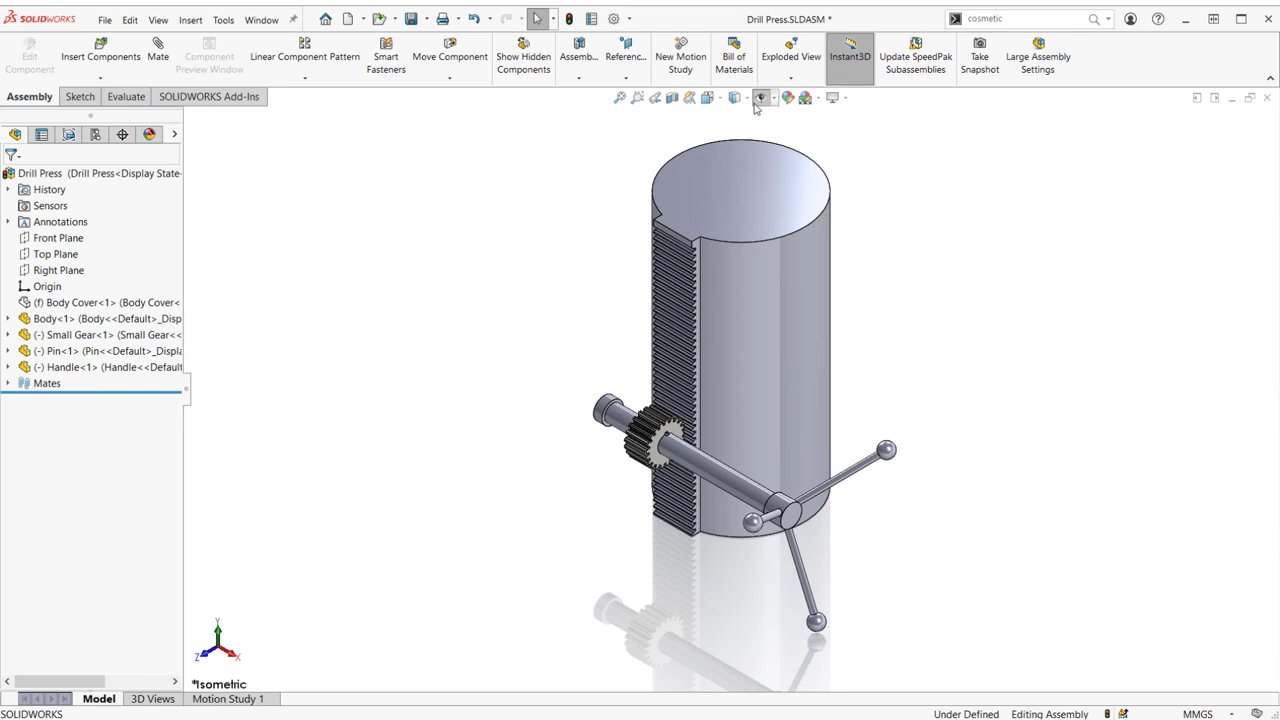 SOLIDWORKS File Edit View Insert Tools Window Drill Press.SLDASM * cosmetic
Edit Component
Insert Components
Mate
Component Preview Window
Linear Component Pattern
Smart Fasteners
Move Component
Show Hidden Components
Assemb...
Referenc...
New Motion Study
Bill of Materials
Exploded View
Instant3D
Update SpeedPak Subassemblies
Take Snapshot
Large Assembly Settings
Assembly Sketch Evaluate SOLIDWORKS Add-Ins
Drill Press (Drill Press<Display State-
History
Sensors
Annotations
Front Plane
Top Plane
Right Plane
Origin
(f) Body Cover<1> (Body Cover<
Body<1> (Body<<Default>_Disp
(-) Small Gear<1> (Small Gear<<
(-) Pin<1> (Pin<<Default>_Displa
(-) Handle<1> (Handle<<Default
Mates
Y
Z X
*Isometric
Model 3D Views Motion Study 1
SOLIDWORKS Under Defined Editing Assembly MMGS